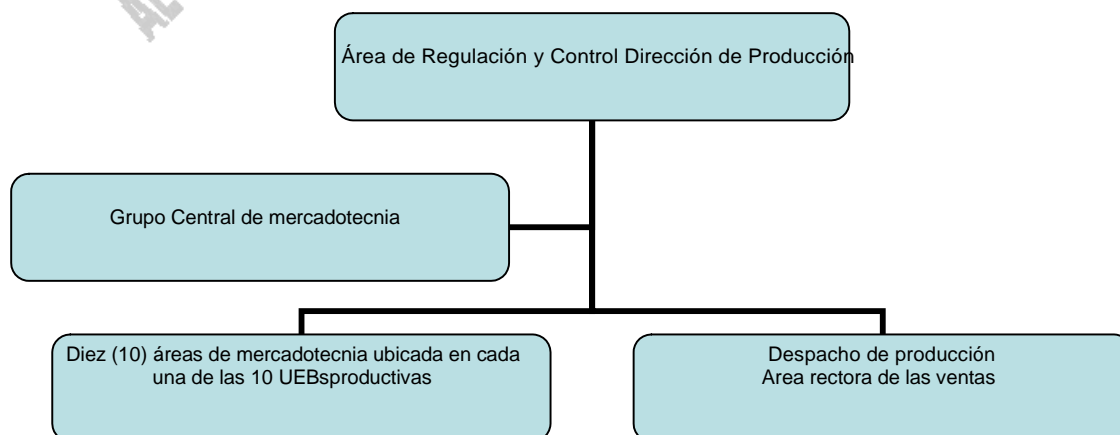 Área de Regulación y Control Dirección de Producción
Grupo Central de mercadotecnia
Diez (10) áreas de mercadotecnia ubicada en cada
una de las 10 UEBsproductivas
Despacho de producción
Area rectora de las ventas